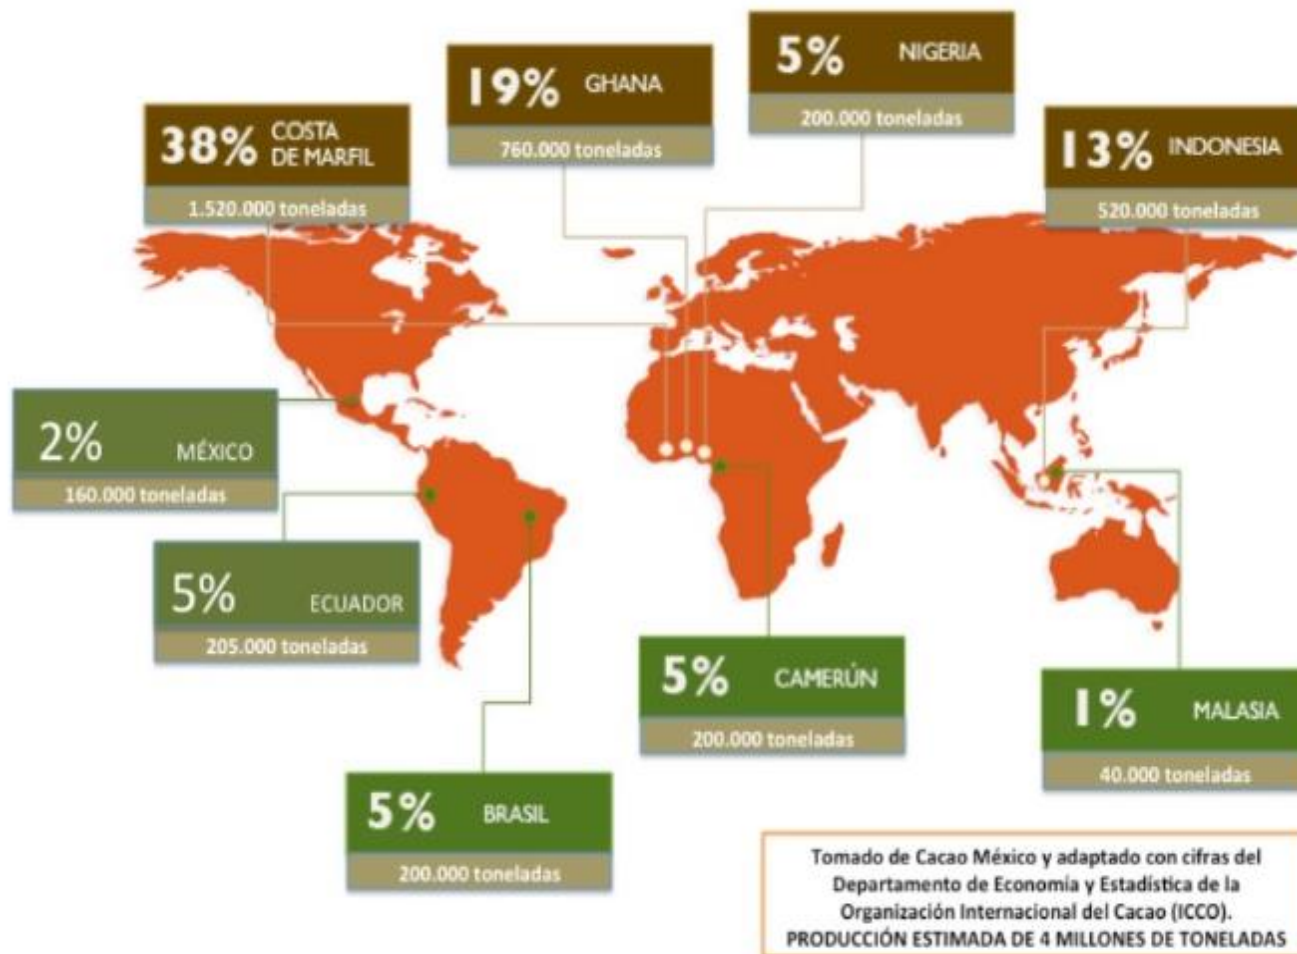 5% NIGERIA
200.000 toneladas
19% GHANA
760.000 toneladas
38% COSTA
DE MARFIL
1.520.000 toneladas
13% INDONESIA
520.000 toneladas
2% MÉXICO
160.000 toneladas
5% ECUADOR
205.000 toneladas
5% CAMERÚN
200.000 toneladas
1% MALASIA
40.000 toneladas
5% BRASIL
200.000 toneladas
Tomado de Cacao México y adaptado con cifras del
Departamento de Economía y Estadística de la
Organización Internacional del Cacao (ICCO).
PRODUCCIÓN ESTIMADA DE 4 MILLONES DE TONELADAS